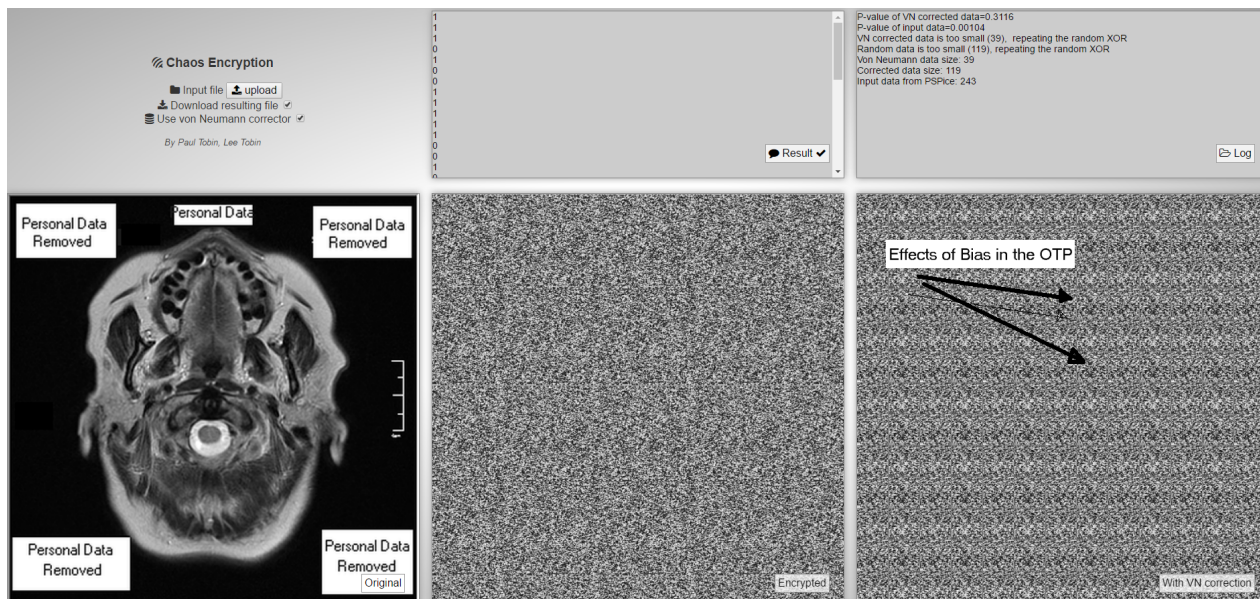 Chaos Encryption
Input file upload
Download resulting file
Use von Neumann corrector
By Paul Tobin, Lee Tobin
1
1
1
0
1
0
0
1
1
1
1
1
0
0
1
0
Result
P-value of VN corrected data=0.3116
P-value of input data=0.00104
VN corrected data is too small (39), repeating the random XOR
Random data is too small (119), repeating the random XOR
Von Neumann data size: 39
Corrected data size: 119
Input data from PSPice: 243
Log
Personal Data
Removed
Personal Data
Personal Data
Removed
Personal Data
Removed
Personal Data
Removed
Original
Encrypted
Effects of Bias in the OTP
With VN correction